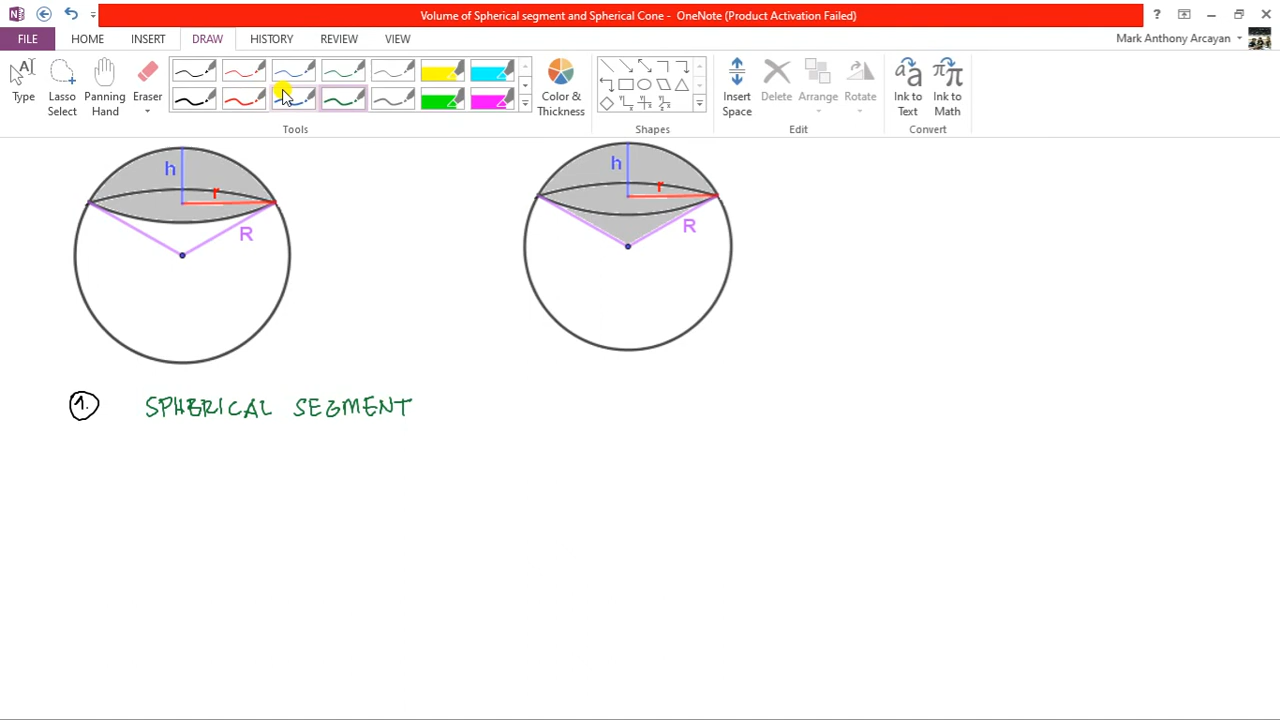 Volume of Spherical segment and Spherical Cone - OneNote (Product Activation Failed)
FILE HOME INSERT DRAW HISTORY REVIEW VIEW
Mark Anthony Arcayan
Type
Lasso Select
Panning Hand
Eraser
Color & Thickness
Insert Space
Delete
Arrange
Rotate
Ink to Text
Ink to Math
Tools
Shapes
Edit
Convert
h
r
R
h
r
R
1. SPHERICAL SEGMENT